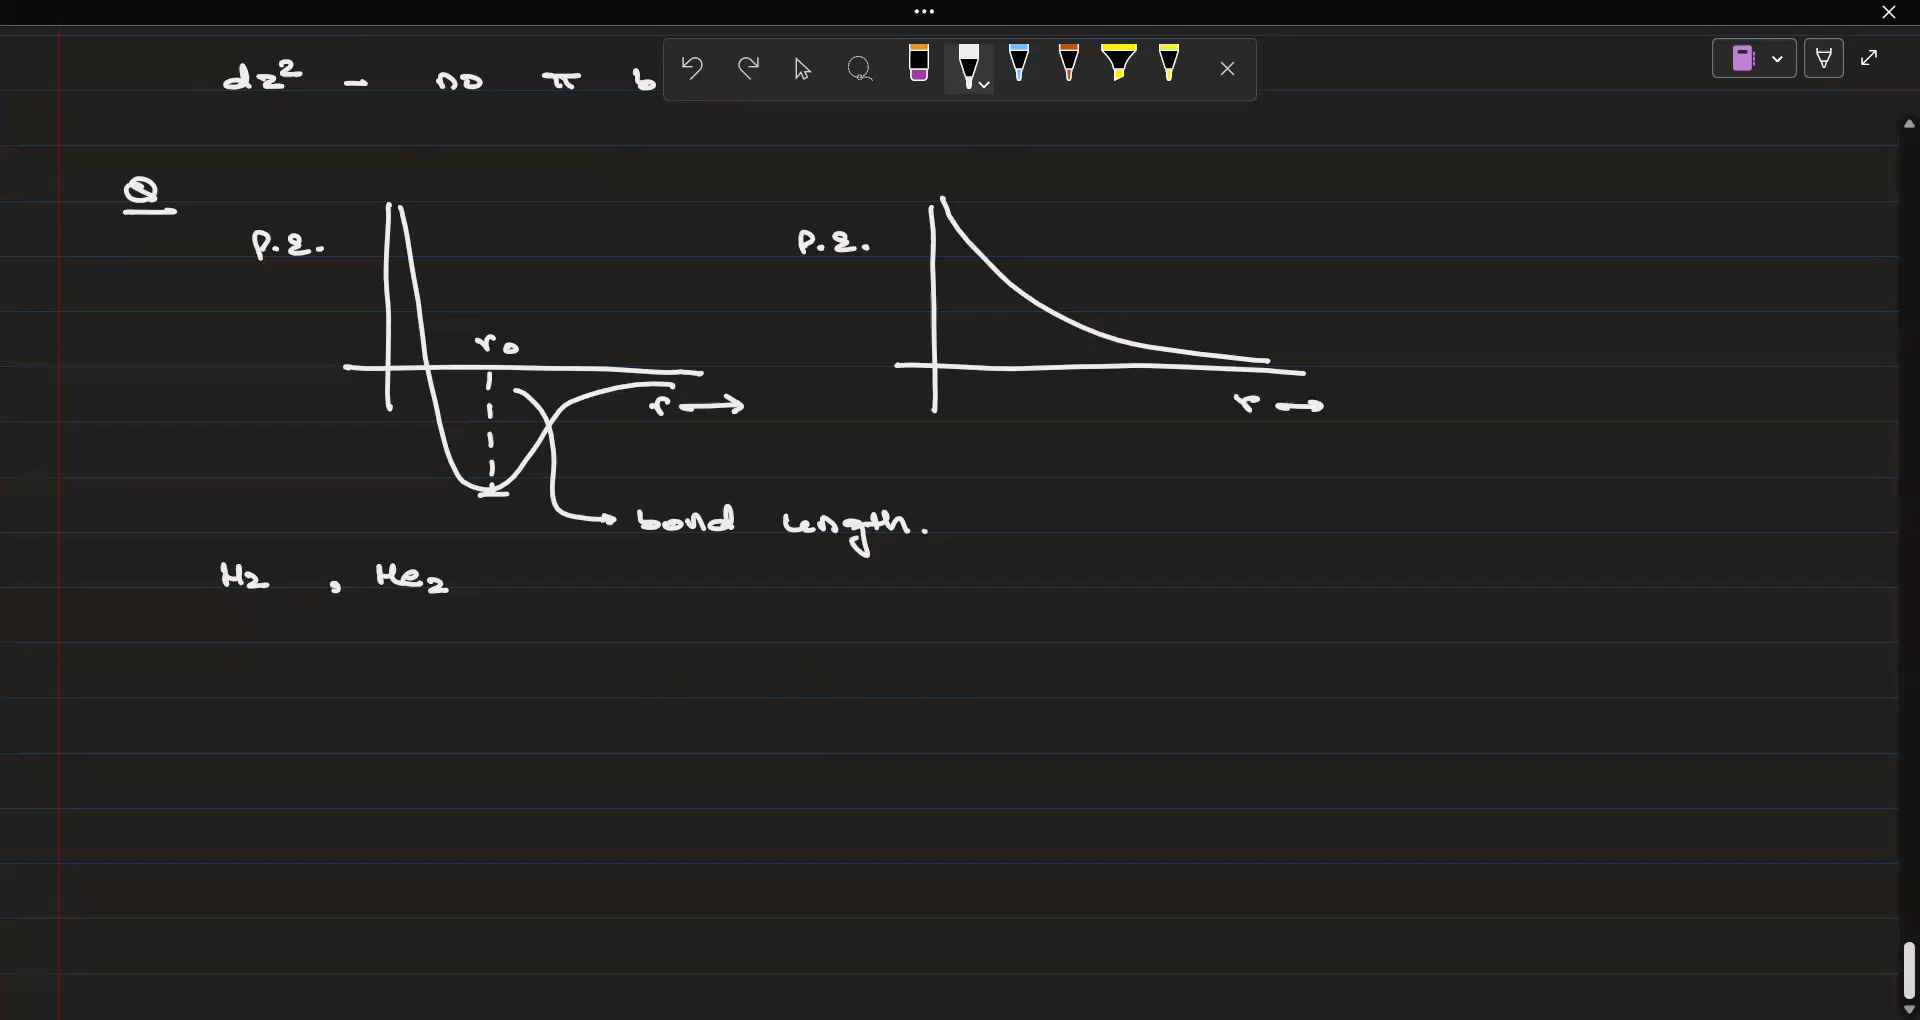 dz² - no π b
Q
P.E. P.E.
r₀
r → r →
bond length.
H₂ , He₂